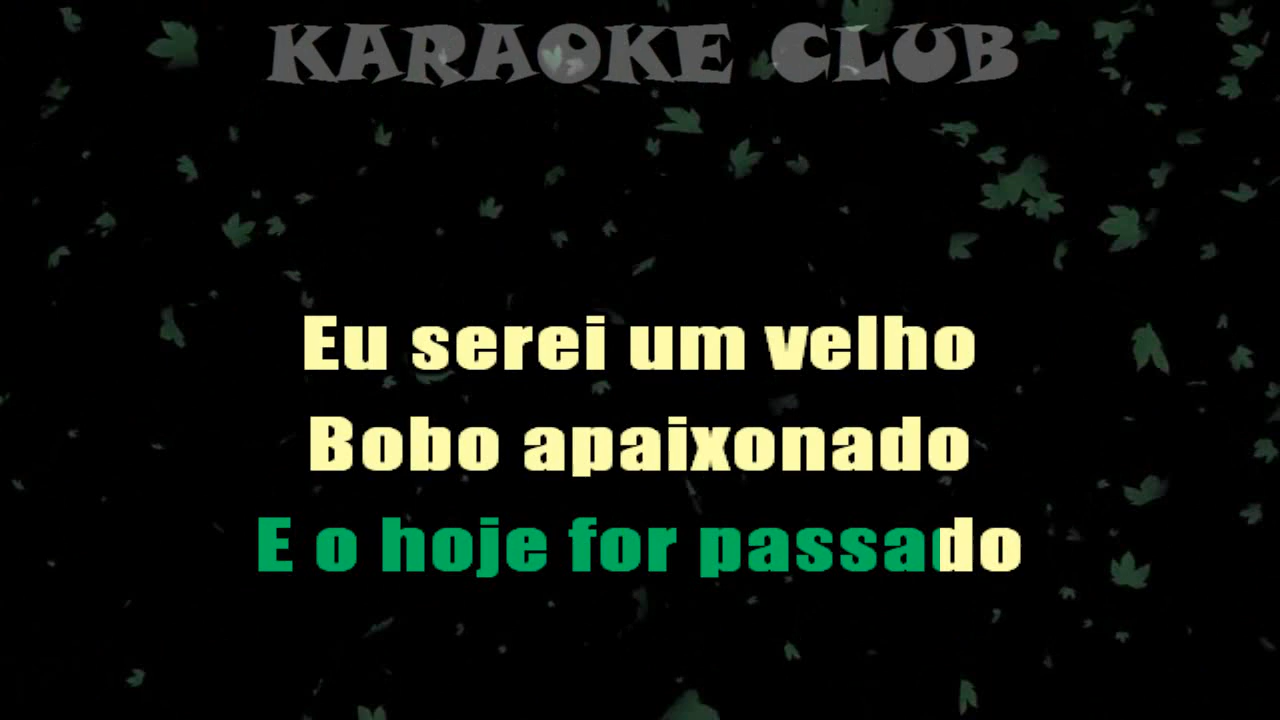 KARAOKE CLUB
Eu serei um velho
Bobo apaixonado
E o hoje for passado